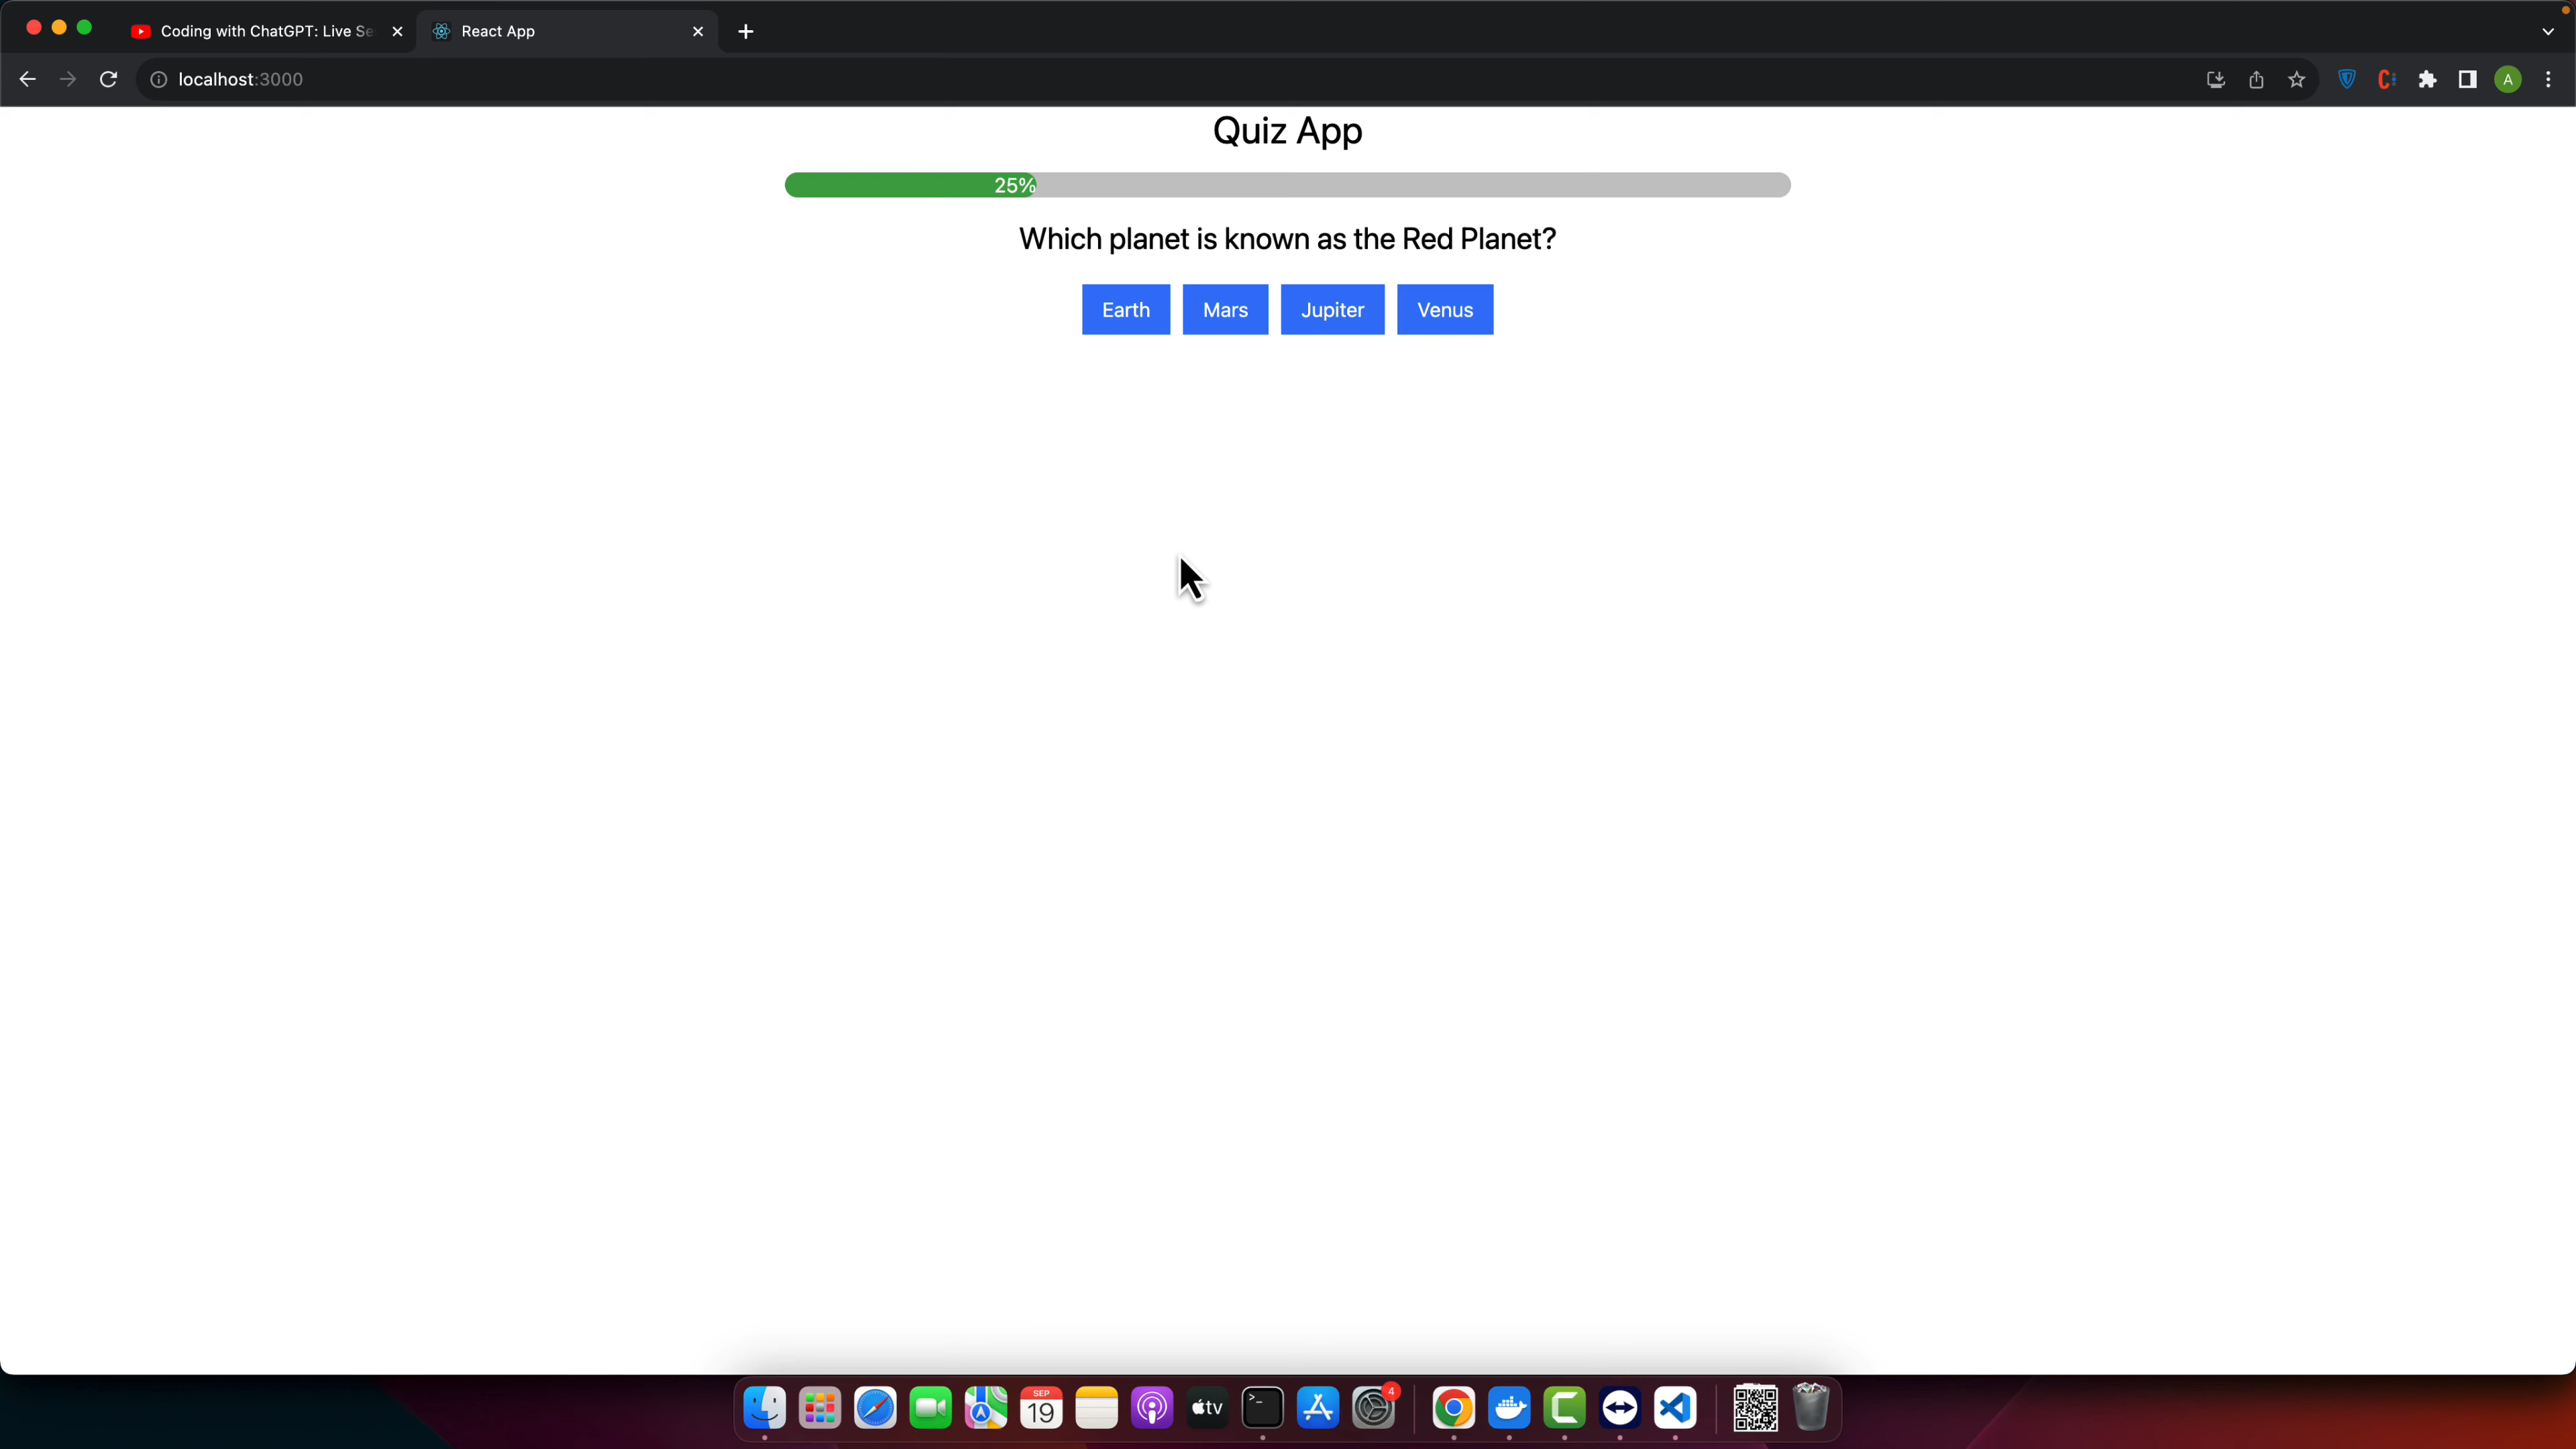 Coding with ChatGPT: Live Se
React App
localhost:3000
A
Quiz App
25%
Which planet is known as the Red Planet?
Earth
Mars
Jupiter
Venus
SEP
19
tv
4